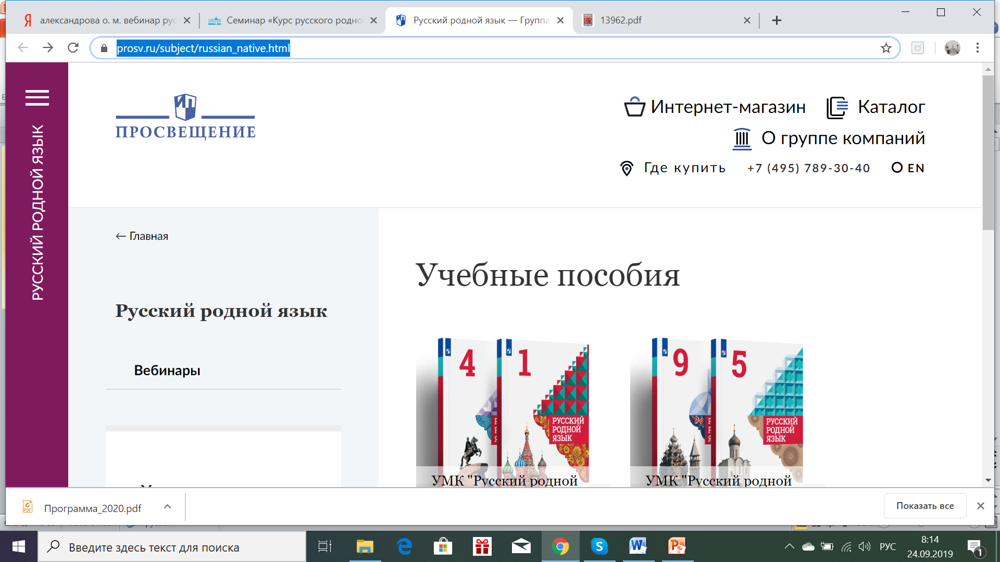 александрова о. м. вебинар рус
Семинар «Курс русского родно
Русский родной язык — Группа
13962.pdf
prosv.ru/subject/russian_native.html
РУССКИЙ РОДНОЙ ЯЗЫК
ПРОСВЕЩЕНИЕ
Интернет-магазин
Каталог
О группе компаний
Где купить
+7 (495) 789-30-40
EN
← Главная
Русский родной язык
Вебинары
Учебные пособия
4
1
РУССКИЙ
РОДНОЙ
ЯЗЫК
УМК "Русский родной
9
5
РУССКИЙ
РОДНОЙ
ЯЗЫК
УМК "Русский родной
Программа_2020.pdf
Показать все
Введите здесь текст для поиска
РУС
8:14
24.09.2019
1